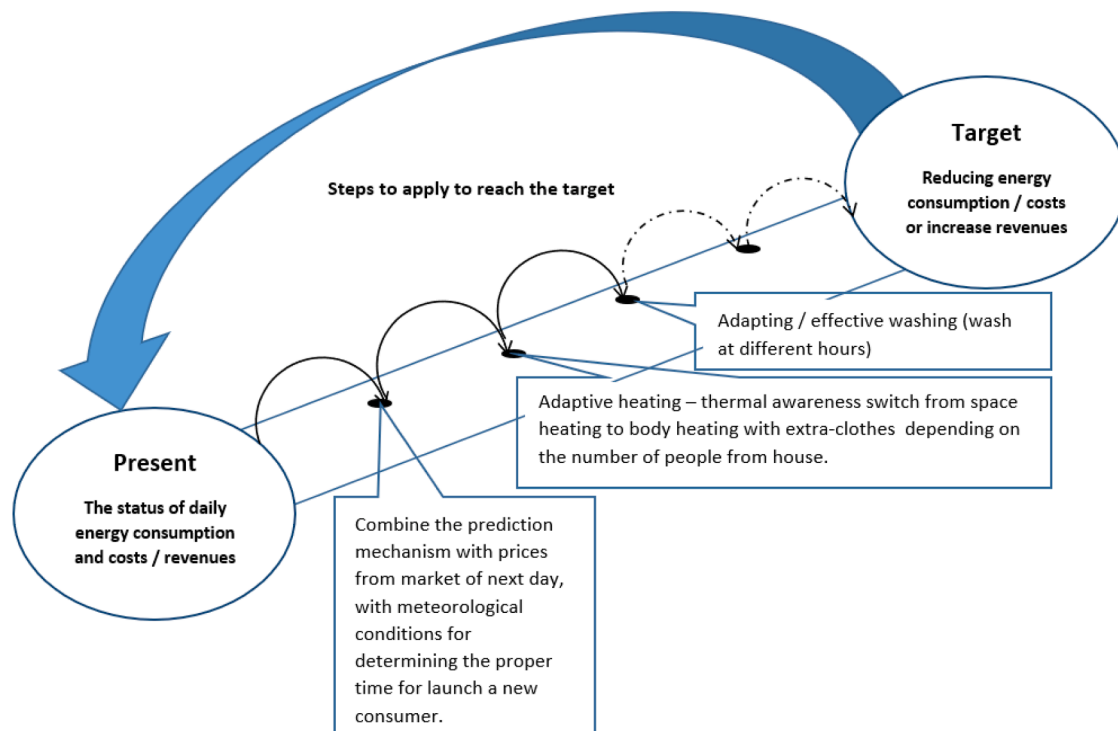 Target
Reducing energy
consumption / costs
or increase revenues
Steps to apply to reach the target
Adapting / effective washing (wash
at different hours)
Adaptive heating – thermal awareness switch from space
heating to body heating with extra-clothes depending on
the number of people from house.
Present
The status of daily
energy consumption
and costs / revenues
Combine the prediction
mechanism with prices
from market of next day,
with meteorological
conditions for
determining the proper
time for launch a new
consumer.